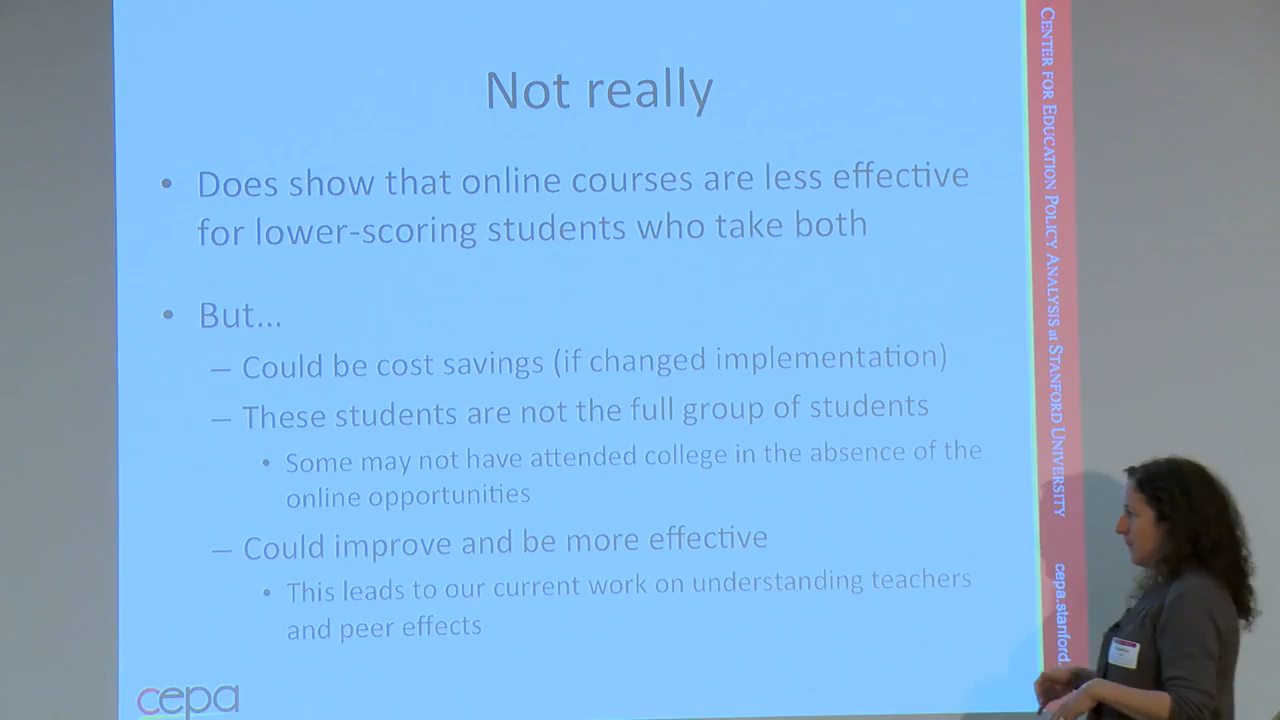 Not really
• Does show that online courses are less effective
for lower-scoring students who take both
• But...
– Could be cost savings (if changed implementation)
– These students are not the full group of students
• Some may not have attended college in the absence of the
online opportunities
– Could improve and be more effective
• This leads to our current work on understanding teachers
and peer effects
cepa
CENTER FOR EDUCATION POLICY ANALYSIS at STANFORD UNIVERSITY
cepa.stanford.